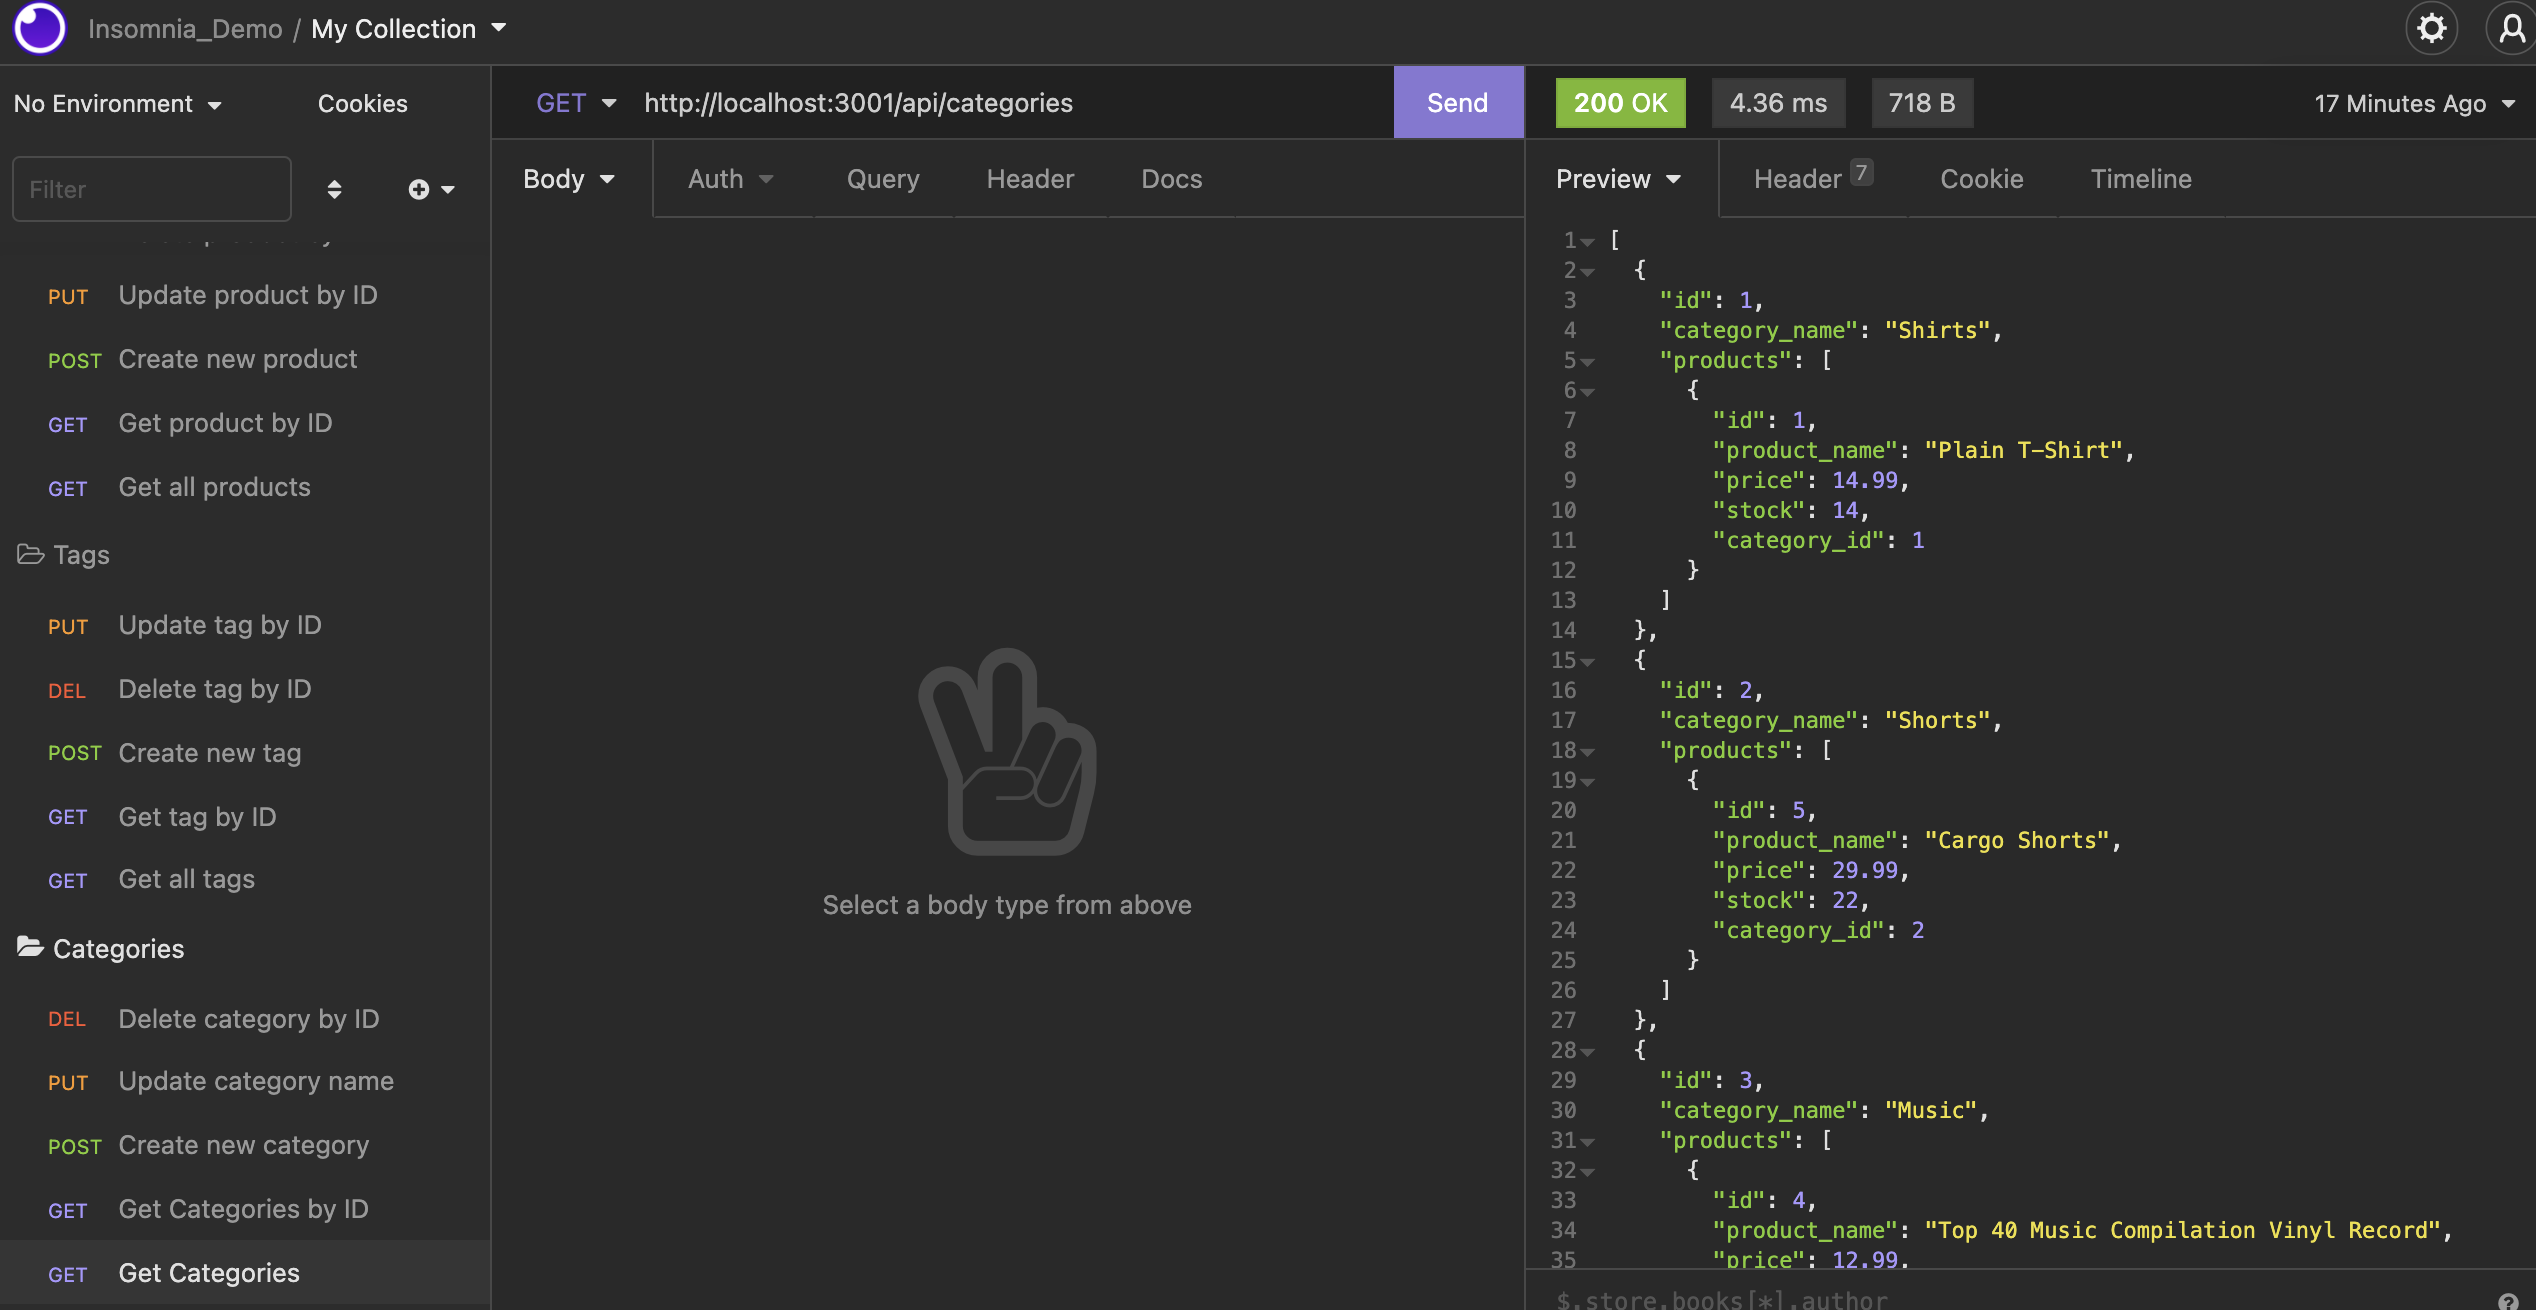 Insomnia_Demo / My Collection
No Environment
Cookies
GET
http://localhost:3001/api/categories
Send
200 OK
4.36 ms
718 B
17 Minutes Ago
Filter
Body
Auth
Query
Header
Docs
Preview
Header 7
Cookie
Timeline
PUT Update product by ID
POST Create new product
GET Get product by ID
GET Get all products
Tags
PUT Update tag by ID
DEL Delete tag by ID
POST Create new tag
GET Get tag by ID
GET Get all tags
Categories
DEL Delete category by ID
PUT Update category name
POST Create new category
GET Get Categories by ID
GET Get Categories
Select a body type from above
1 [
2 {
3 "id": 1,
4 "category_name": "Shirts",
5 "products": [
6 {
7 "id": 1,
8 "product_name": "Plain T-Shirt",
9 "price": 14.99,
10 "stock": 14,
11 "category_id": 1
12 }
13 ]
14 },
15 {
16 "id": 2,
17 "category_name": "Shorts",
18 "products": [
19 {
20 "id": 5,
21 "product_name": "Cargo Shorts",
22 "price": 29.99,
23 "stock": 22,
24 "category_id": 2
25 }
26 ]
27 },
28 {
29 "id": 3,
30 "category_name": "Music",
31 "products": [
32 {
33 "id": 4,
34 "product_name": "Top 40 Music Compilation Vinyl Record",
35 "price": 12.99,
$.store.books[*].author